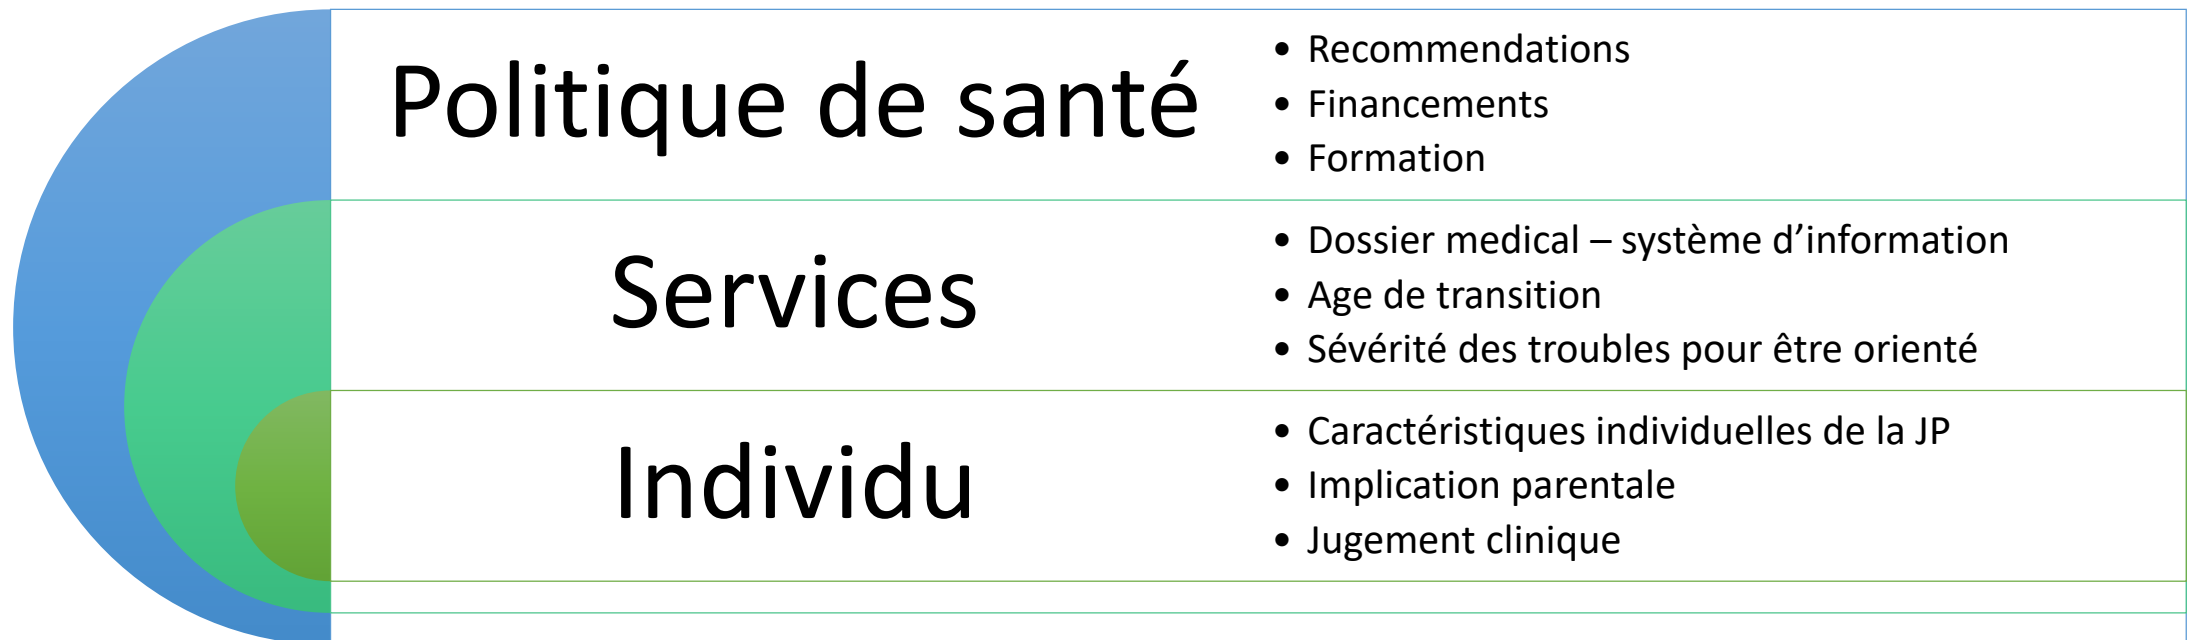 Politique de santé
• Recommendations
• Financements
• Formation
Services
• Dossier medical – système d’information
• Age de transition
• Sévérité des troubles pour être orienté
Individu
• Caractéristiques individuelles de la JP
• Implication parentale
• Jugement clinique